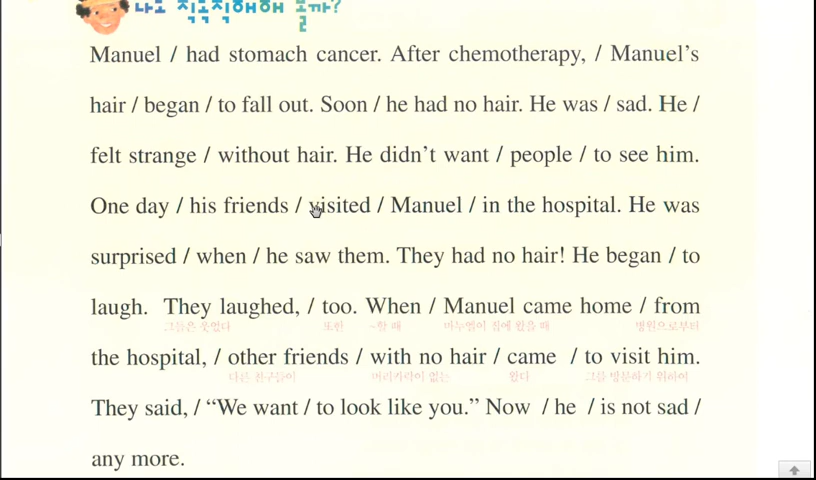 나도 직독직해해 볼까?
Manuel / had stomach cancer. After chemotherapy, / Manuel's
hair / began / to fall out. Soon / he had no hair. He was / sad. He /
felt strange / without hair. He didn't want / people / to see him.
One day / his friends / visited / Manuel / in the hospital. He was
surprised / when / he saw them. They had no hair! He began / to
laugh. They laughed, / too. When / Manuel came home / from
그들은 웃었다 또한 ~할 때 마누엘이 집에 왔을 때 병원으로부터
the hospital, / other friends / with no hair / came / to visit him.
다른 친구들이 머리카락이 없는 왔다 그를 방문하기 위하여
They said, / "We want / to look like you." Now / he / is not sad /
any more.